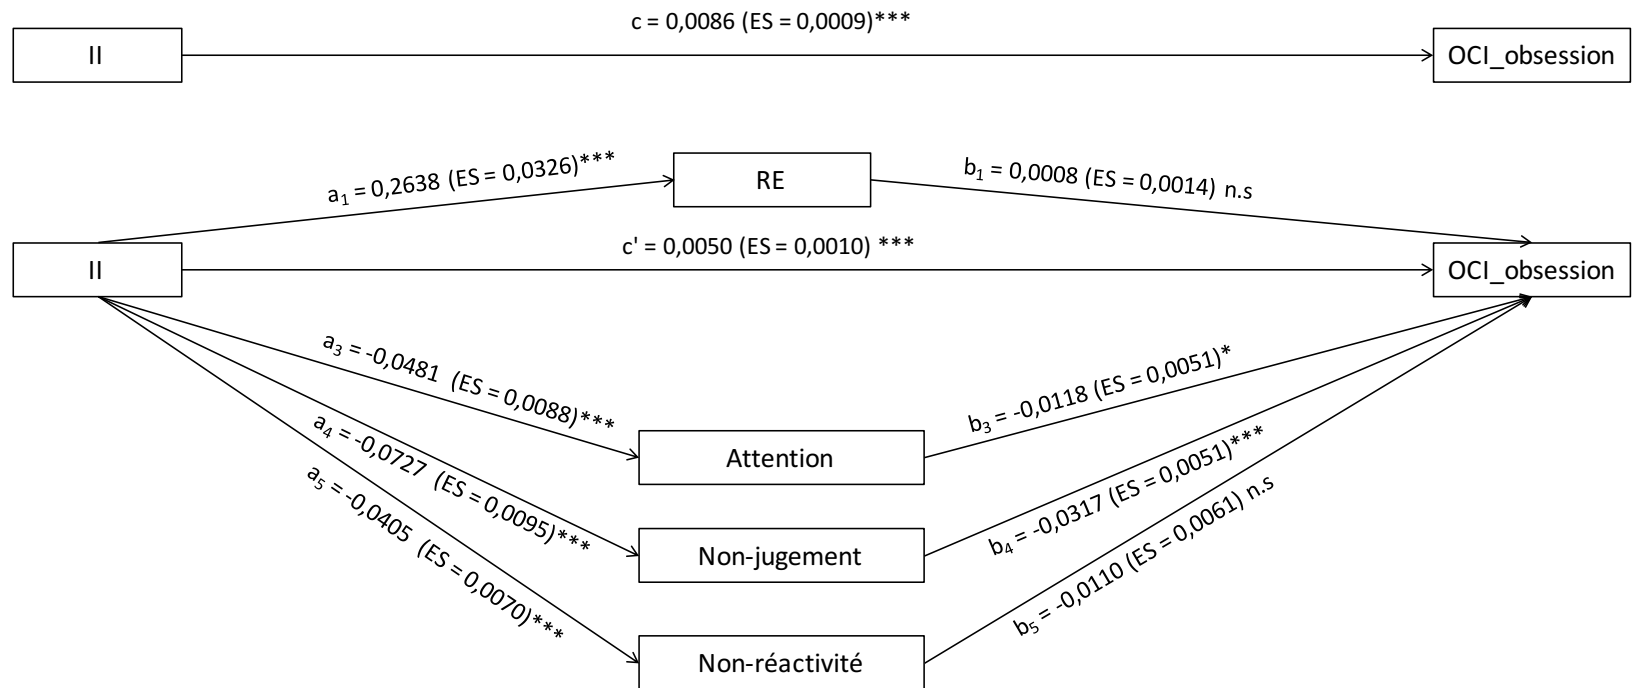 c = 0,0086 (ES = 0,0009)***
II
OCI_obsession
a1 = 0,2638 (ES = 0,0326)***
RE
b1 = 0,0008 (ES = 0,0014) n.s
II
c' = 0,0050 (ES = 0,0010) ***
OCI_obsession
a3 = -0,0481 (ES = 0,0088)***
b3 = -0,0118 (ES = 0,0051)*
Attention
a4 = -0,0727 (ES = 0,0095)***
b4 = -0,0317 (ES = 0,0051)***
Non-jugement
a5 = -0,0405 (ES = 0,0070)***
b5 = -0,0110 (ES = 0,0061) n.s
Non-réactivité